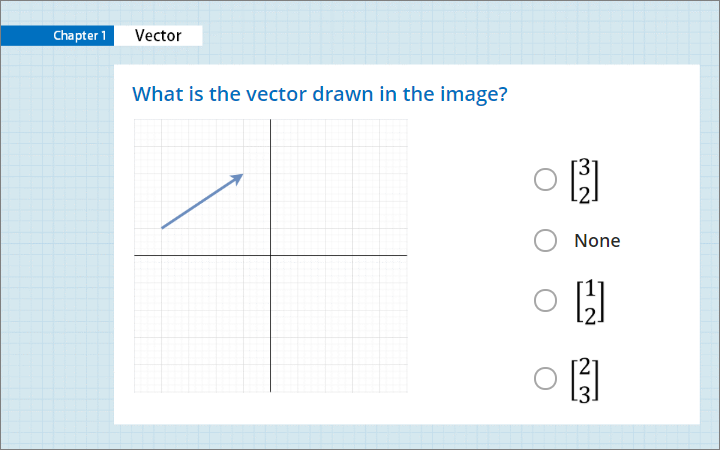 Chapter 1
Vector
What is the vector drawn in the image?
[3
2]
None
[1
2]
[2
3]